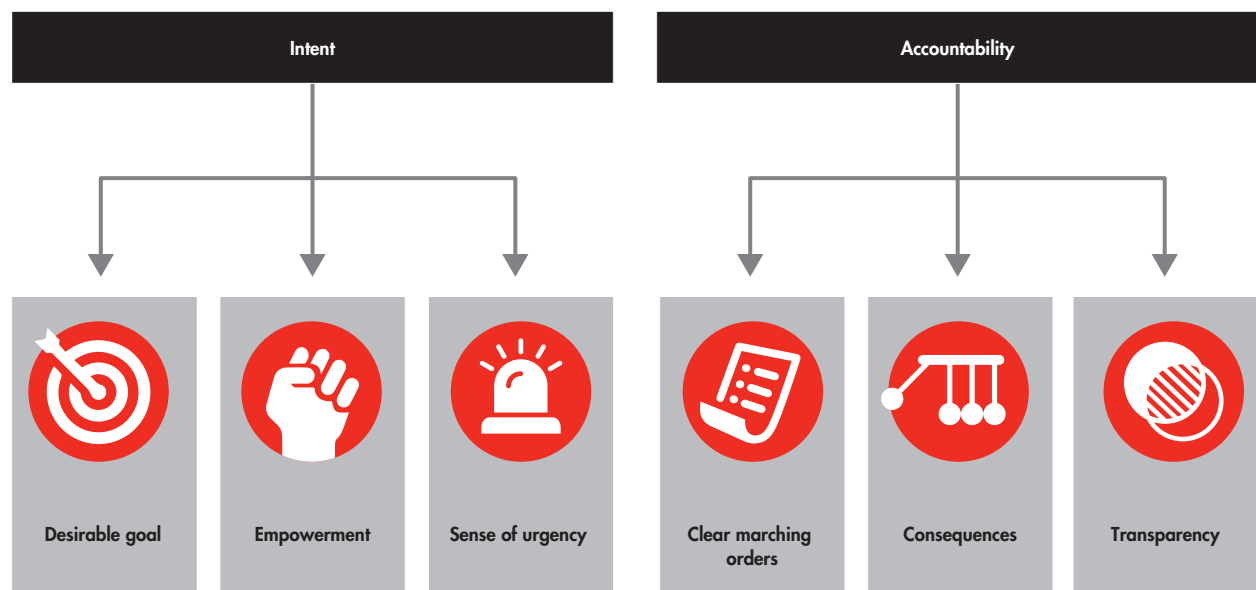 Intent
Accountability
Desirable goal
Empowerment
Sense of urgency
Clear marching
orders
Consequences
Transparency